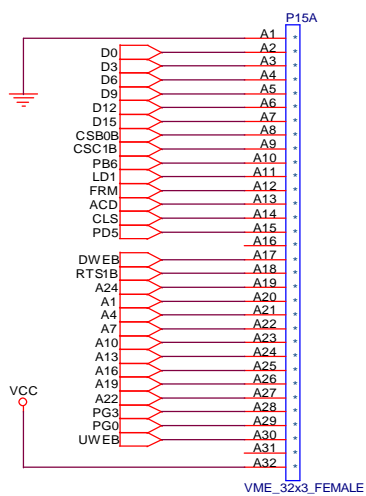 P15A
A1
D0 A2
D3 A3
D6 A4
D9 A5
D12 A6
D15 A7
CSB0B A8
CSC1B A9
PB6 A10
LD1 A11
FRM A12
ACD A13
CLS A14
PD5 A15
A16
DWEB A17
RTS1B A18
A24 A19
A1 A20
A4 A21
A7 A22
A10 A23
A13 A24
A16 A25
A19 A26
A22 A27
PG3 A28
PG0 A29
UWEB A30
A31
VCC A32
VME_32x3_FEMALE